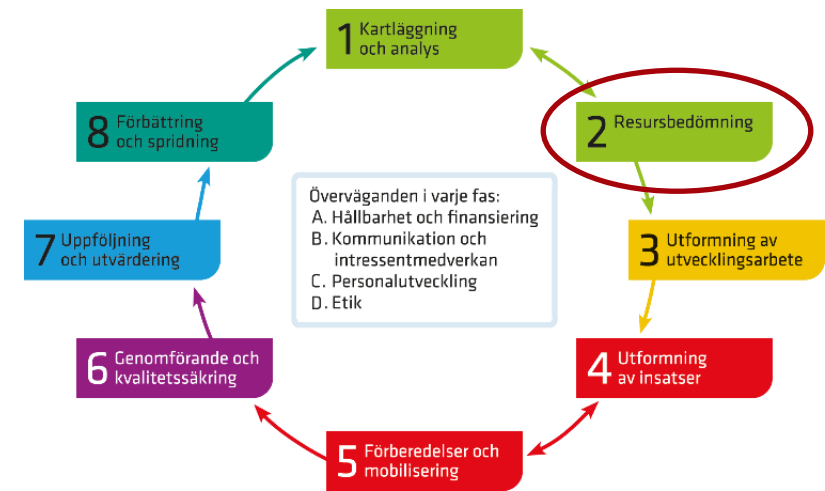 1 Kartläggning
och analys
2 Resursbedömning
3 Utformning av
utvecklingsarbete
4 Utformning
av insatser
5 Förberedelser och
mobilisering
6 Genomförande och
kvalitetssäkring
7 Uppföljning
och utvärdering
8 Förbättring
och spridning
Överväganden i varje fas:
A. Hållbarhet och finansiering
B. Kommunikation och
intressentmedverkan
C. Personalutveckling
D. Etik